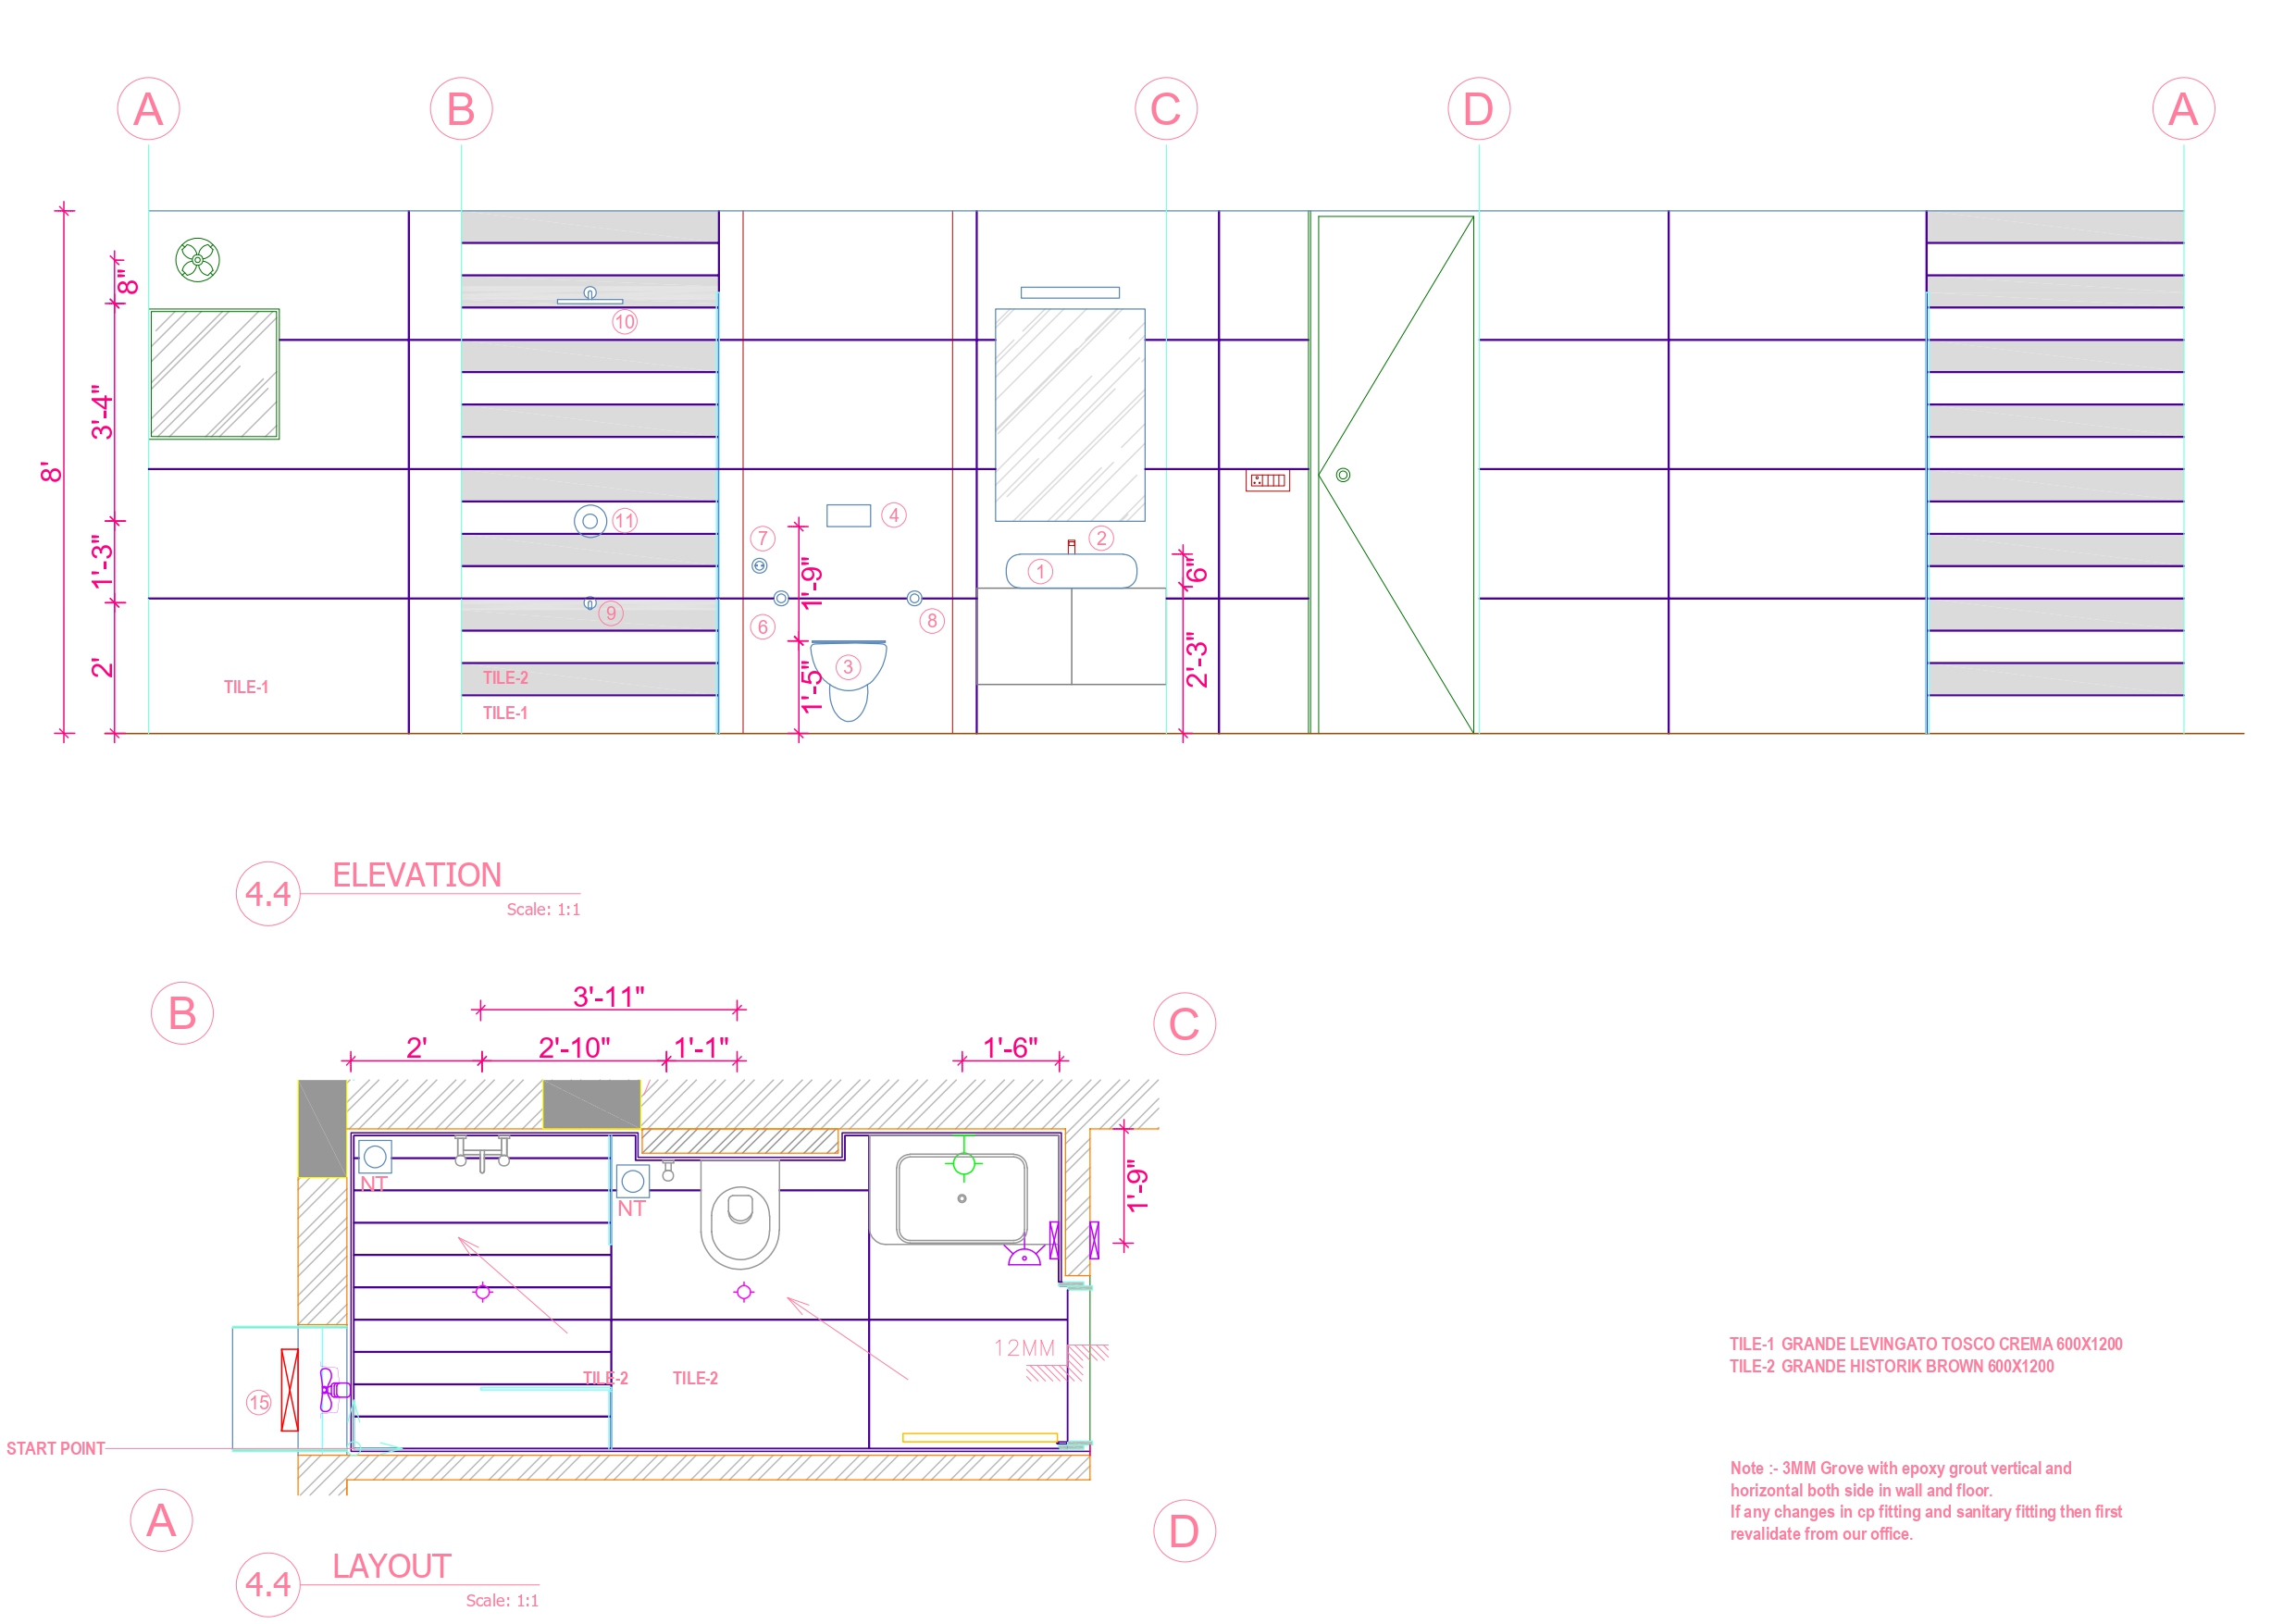 A B C D A
8'
8"
3'-4"
1'-3"
2'
10
11
9
TILE-2
TILE-1
TILE-1
7
6
4
8
3
1'-9"
1'-5"
2
1
6"
2'-3"
4.4 ELEVATION
Scale: 1:1
B
C
3'-11"
2' 2'-10" 1'-1" 1'-6"
1'-9"
NT
NT
12MM
TILE-2 TILE-2
15
START POINT
A
D
4.4 LAYOUT
Scale: 1:1
TILE-1 GRANDE LEVINGATO TOSCO CREMA 600X1200
TILE-2 GRANDE HISTORIK BROWN 600X1200
Note :- 3MM Grove with epoxy grout vertical and
horizontal both side in wall and floor.
If any changes in cp fitting and sanitary fitting then first
revalidate from our office.